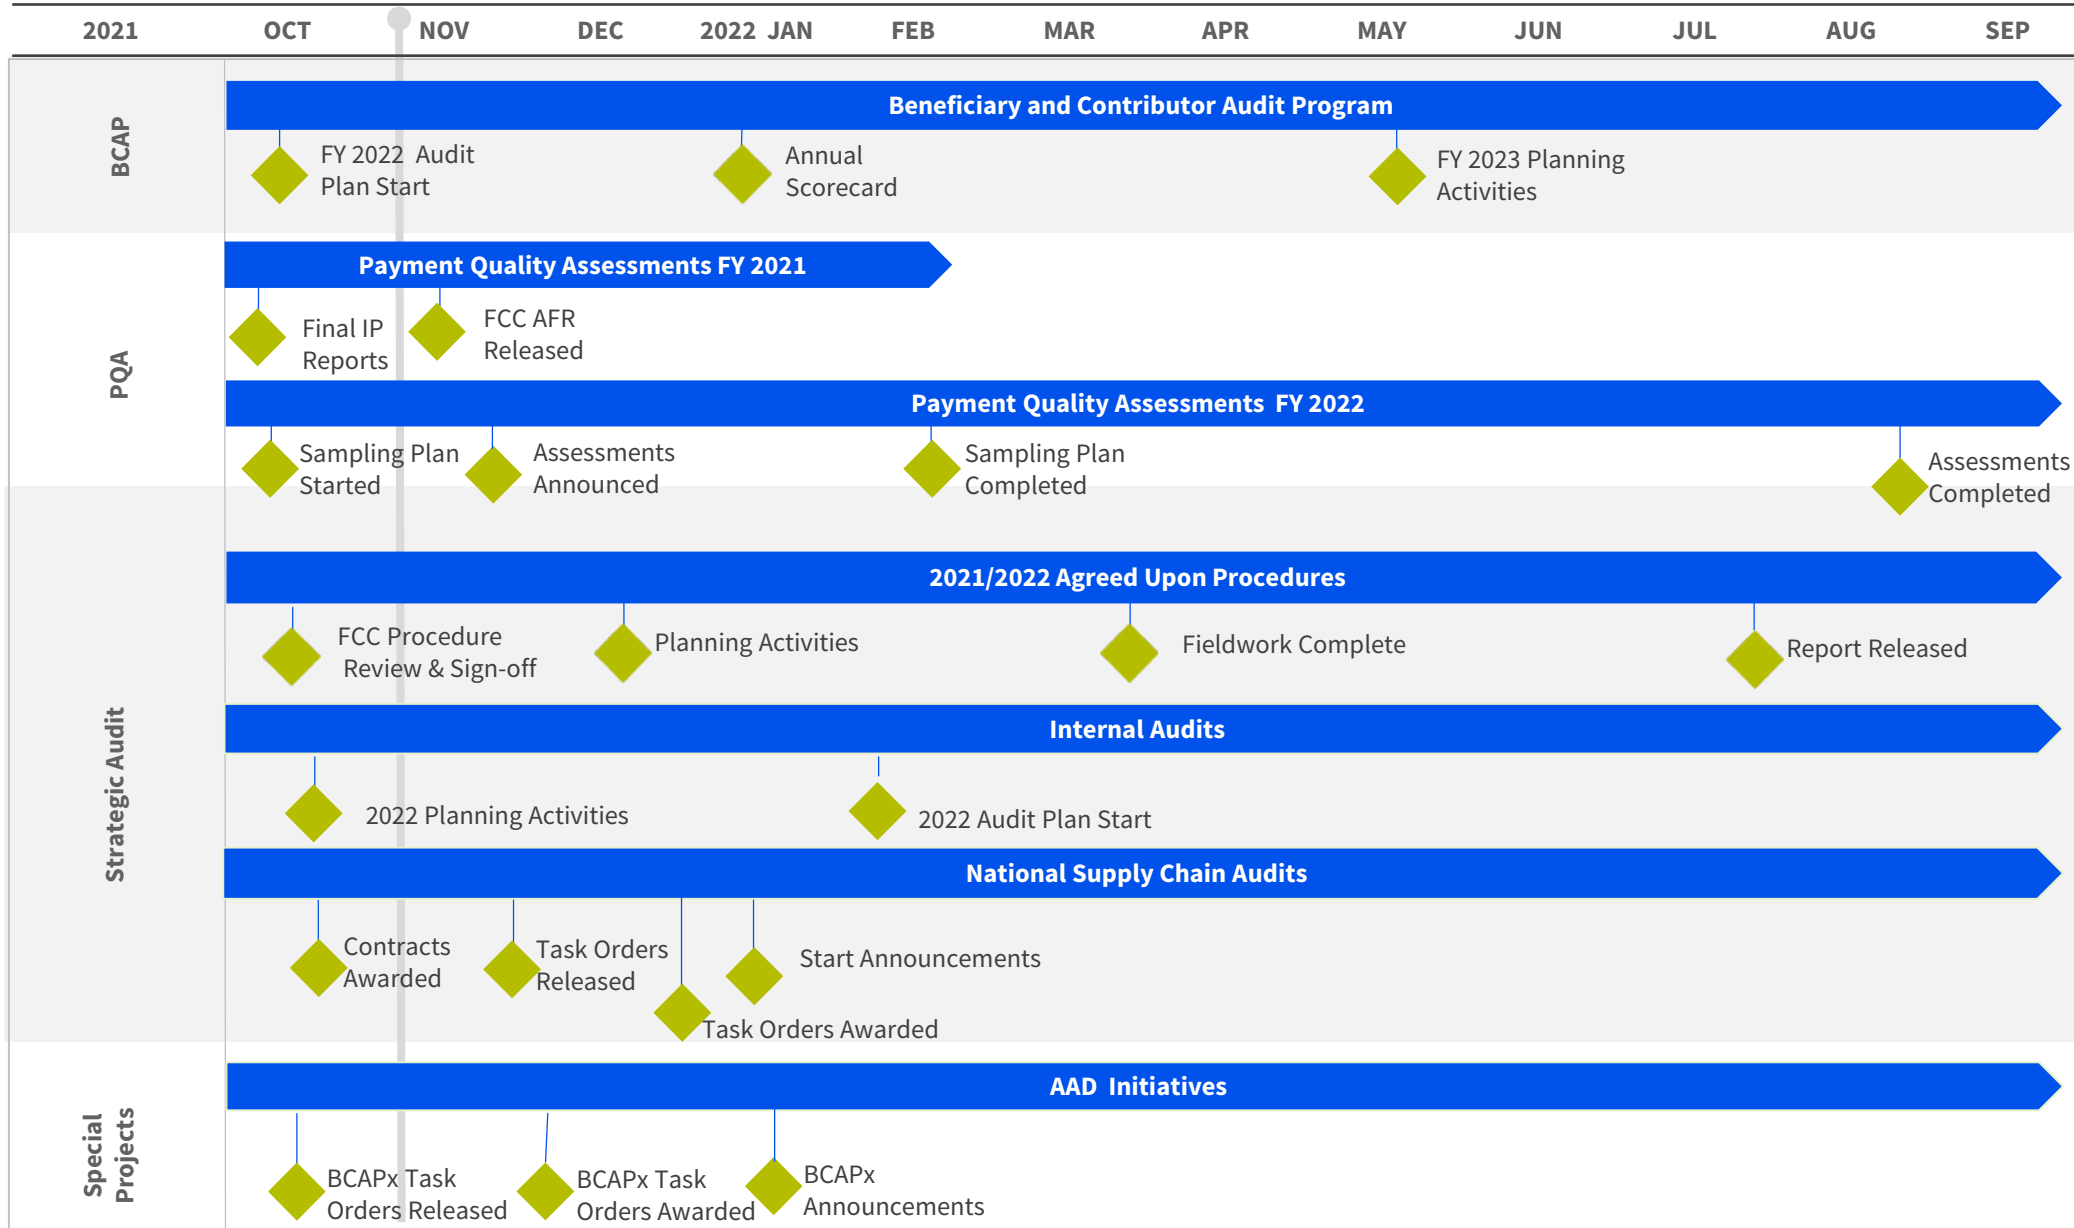 2021 OCT NOV DEC 2022 JAN FEB MAR APR MAY JUN JUL AUG SEP
BCAP
Beneficiary and Contributor Audit Program
FY 2022 Audit
Plan Start
Annual
Scorecard
FY 2023 Planning
Activities
PQA
Payment Quality Assessments FY 2021
Final IP
Reports
FCC AFR
Released
Payment Quality Assessments FY 2022
Sampling Plan
Started
Assessments
Announced
Sampling Plan
Completed
Assessments
Completed
Strategic Audit
2021/2022 Agreed Upon Procedures
FCC Procedure
Review & Sign-off
Planning Activities
Fieldwork Complete
Report Released
Internal Audits
2022 Planning Activities
2022 Audit Plan Start
National Supply Chain Audits
Contracts
Awarded
Task Orders
Released
Task Orders Awarded
Start Announcements
Special
Projects
AAD Initiatives
BCAPx Task
Orders Released
BCAPx Task
Orders Awarded
BCAPx
Announcements